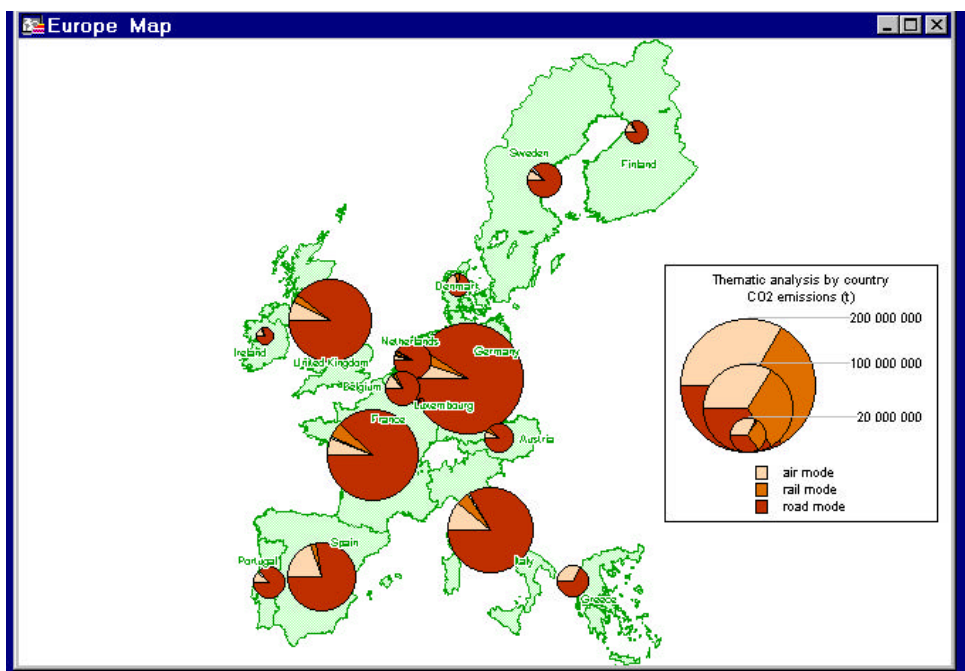 Europe Map
Sweden
Finland
Denmark
Ireland
United Kingdom
Netherlands
Germany
Belgium
Luxembourg
France
Austria
Spain
Portugal
Italy
Greece
Thematic analysis by country
CO2 emissions (t)
200 000 000
100 000 000
20 000 000
air mode
rail mode
road mode